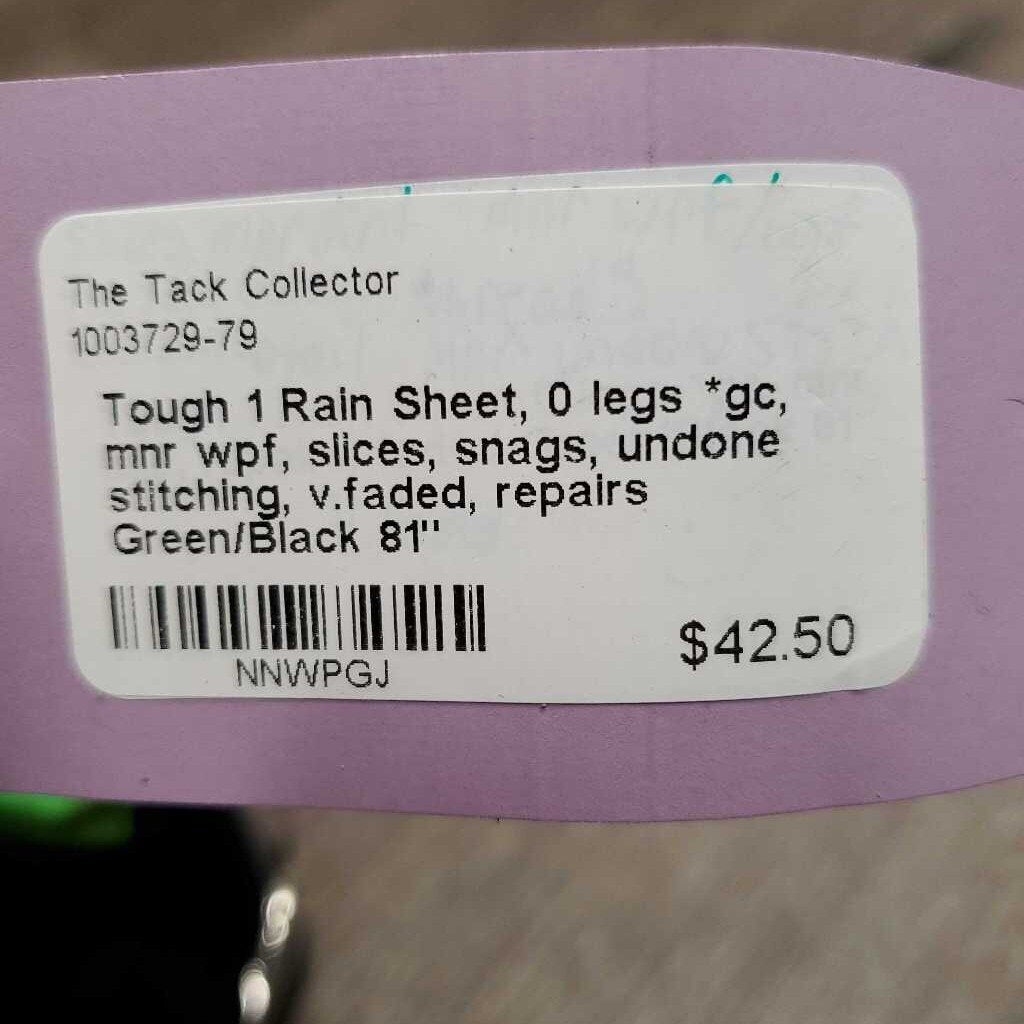 The Tack Collector
1003729-79
Tough 1 Rain Sheet, 0 legs *gc,
mnr wpf, slices, snags, undone
stitching, v.faded, repairs
Green/Black 81"
NNWPGJ
$42.50